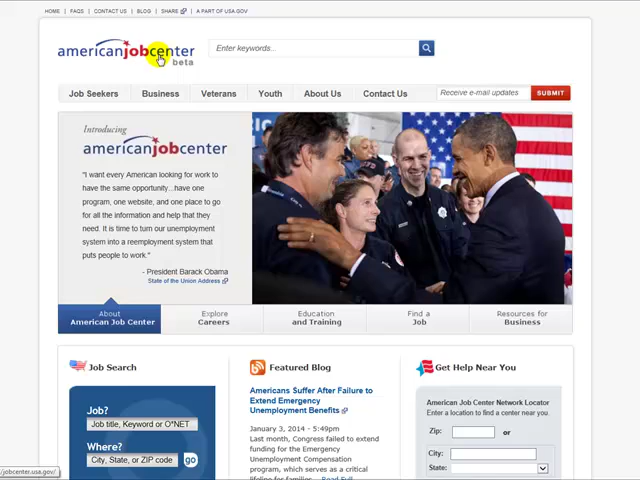 HOME | FAQS | CONTACT US | BLOG | SHARE | A PART OF USA.GOV
americanjobcenter
beta
Enter keywords...
Job Seekers Business Veterans Youth About Us Contact Us
Receive e-mail updates SUBMIT
Introducing
americanjobcenter
"I want every American looking for work to
have the same opportunity...have one
program, one website, and one place to go
for all the information and help that they
need. It is time to turn our unemployment
system into a reemployment system that
puts people to work."
- President Barack Obama
State of the Union Address
About
American Job Center
Explore
Careers
Education
and Training
Find a
Job
Resources for
Business
Job Search
Job?
Job title, Keyword or O*NET
Where?
City, State, or ZIP code go
Featured Blog
Americans Suffer After Failure to
Extend Emergency
Unemployment Benefits
January 3, 2014 - 5:49pm
Last month, Congress failed to extend
funding for the Emergency
Unemployment Compensation
program, which serves as a critical
lifeline for families... Read Full
Get Help Near You
American Job Center Network Locator
Enter a location to find a center near you.
Zip: or
City:
State:
/jobcenter.usa.gov/